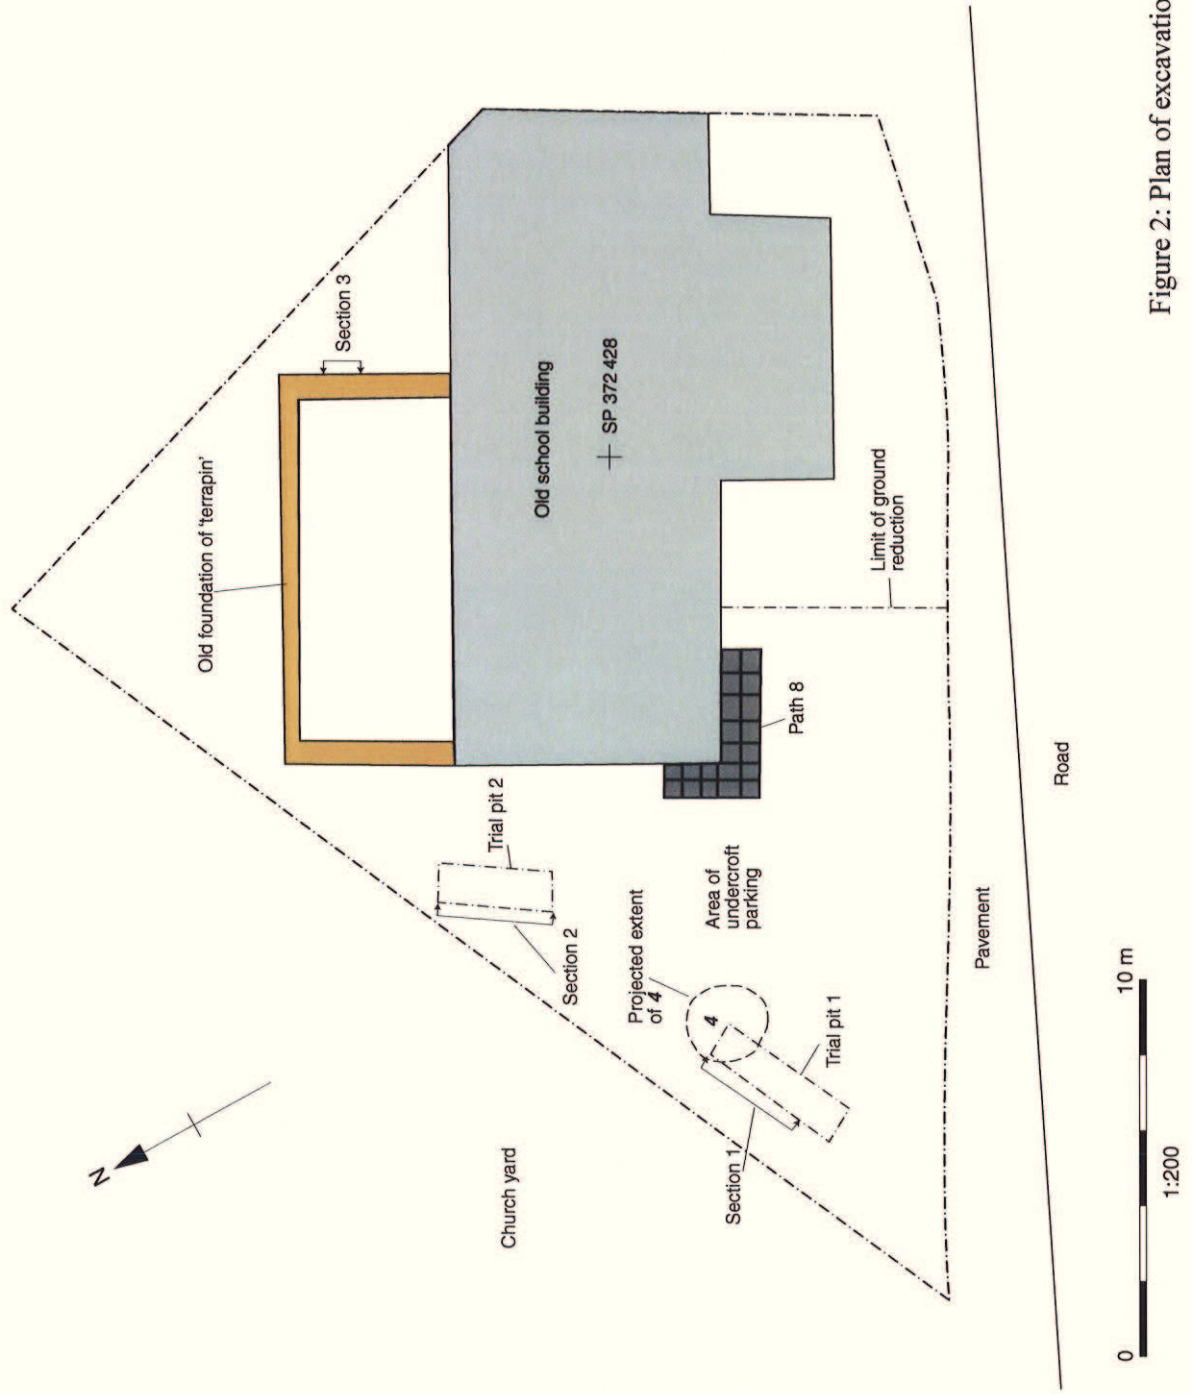 Old foundation of 'terrapin'
Section 3
Old school building
SP 372 428
Limit of ground
reduction
Path 8
Trial pit 2
Section 2
Area of
undercroft
parking
Projected extent
of 4
4
Trial pit 1
Section 1
Church yard
N
Pavement
Road
0
10 m
1:200
Figure 2: Plan of excavatio